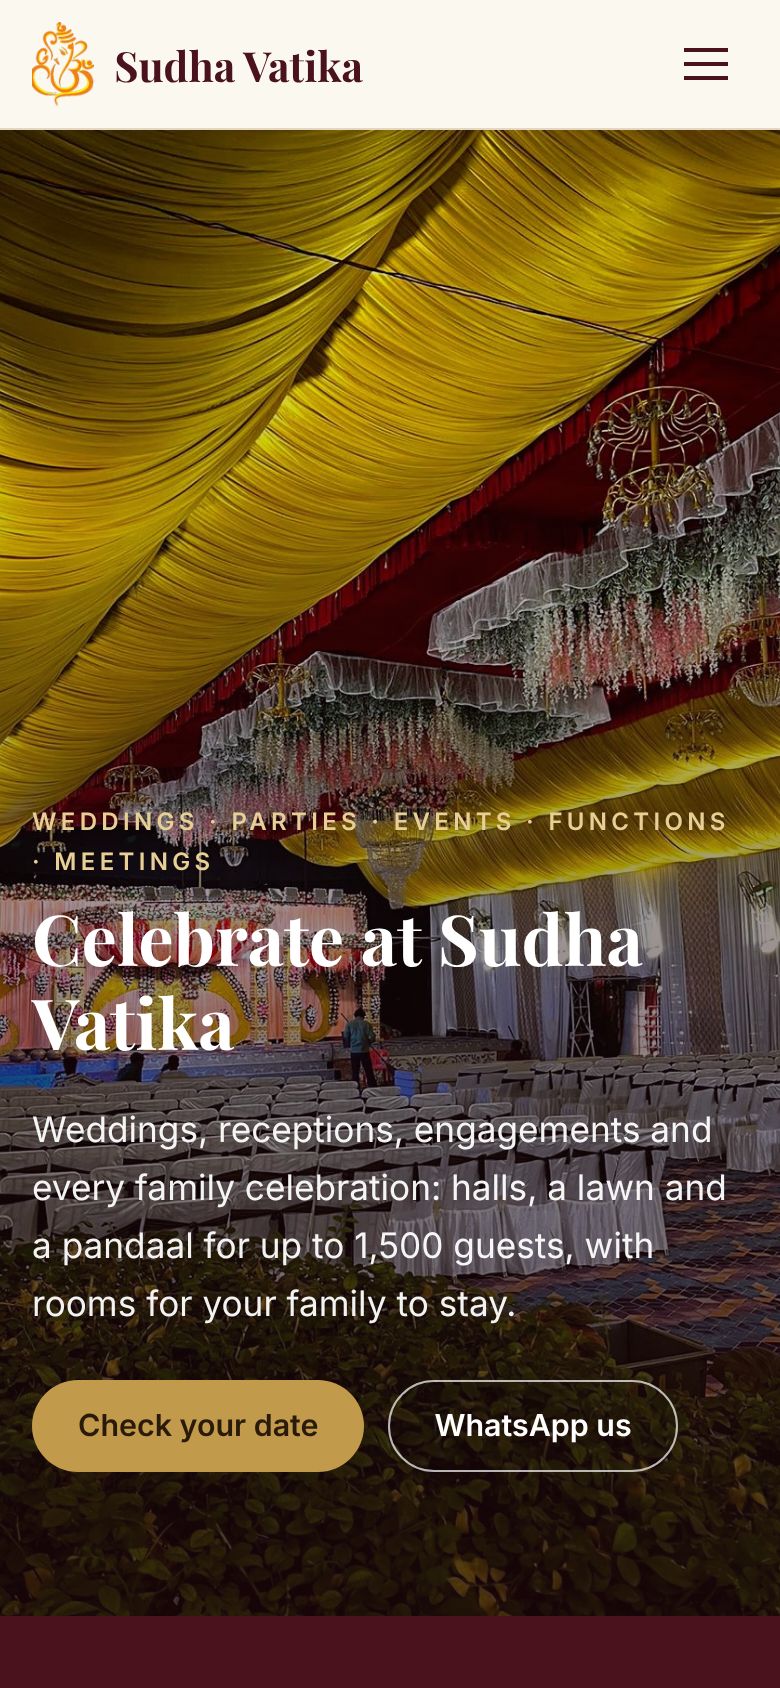 Sudha Vatika
WEDDINGS · PARTIES · EVENTS · FUNCTIONS
· MEETINGS
Celebrate at Sudha
Vatika
Weddings, receptions, engagements and
every family celebration: halls, a lawn and
a pandaal for up to 1,500 guests, with
rooms for your family to stay.
Check your date
WhatsApp us